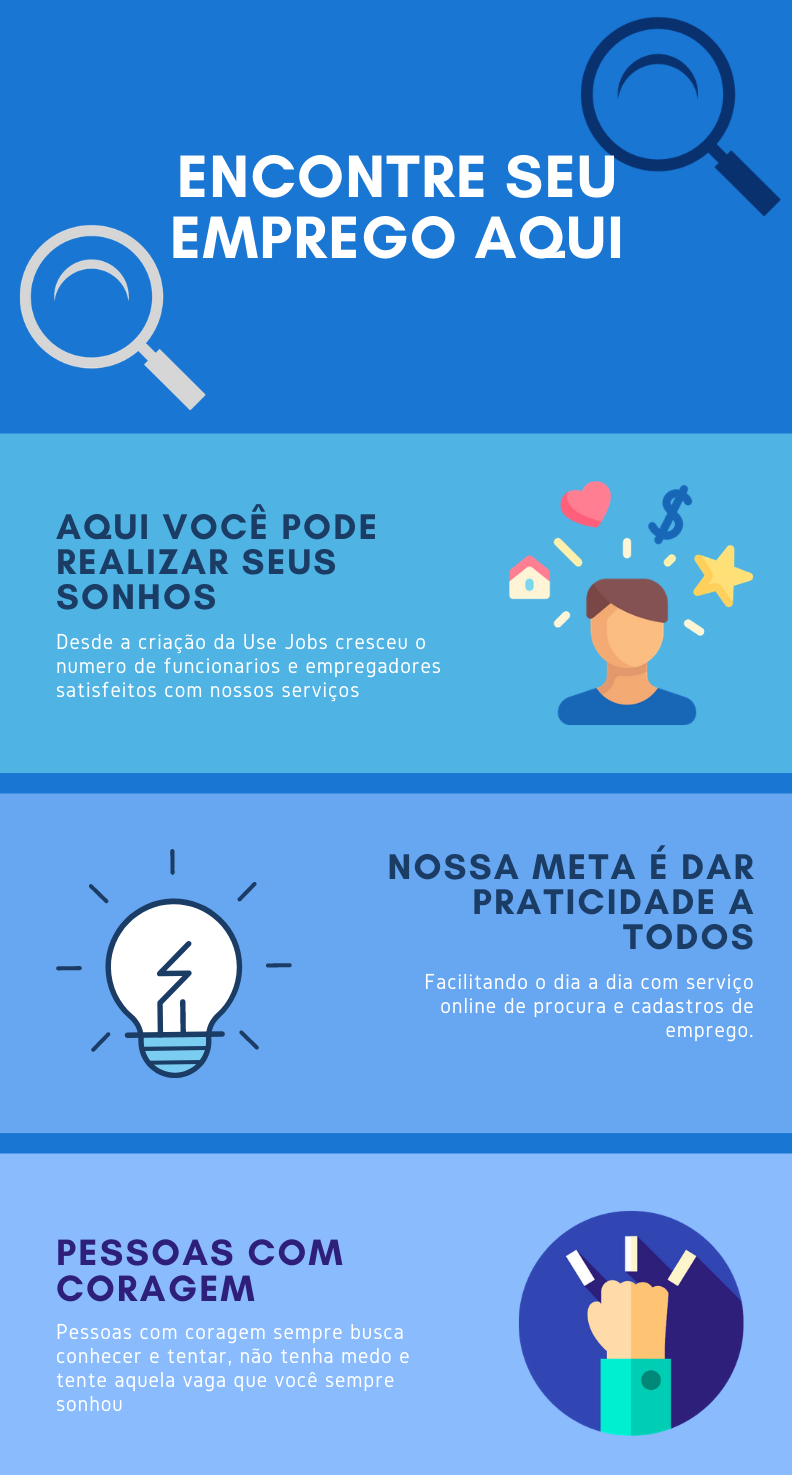 ENCONTRE SEU
EMPREGO AQUI
AQUI VOCÊ PODE
REALIZAR SEUS
SONHOS
Desde a criação da Use Jobs cresceu o
numero de funcionarios e empregadores
satisfeitos com nossos serviços
NOSSA META É DAR
PRATICIDADE A
TODOS
Facilitando o dia a dia com serviço
online de procura e cadastros de
emprego.
PESSOAS COM
CORAGEM
Pessoas com coragem sempre busca
conhecer e tentar, não tenha medo e
tente aquela vaga que você sempre
sonhou